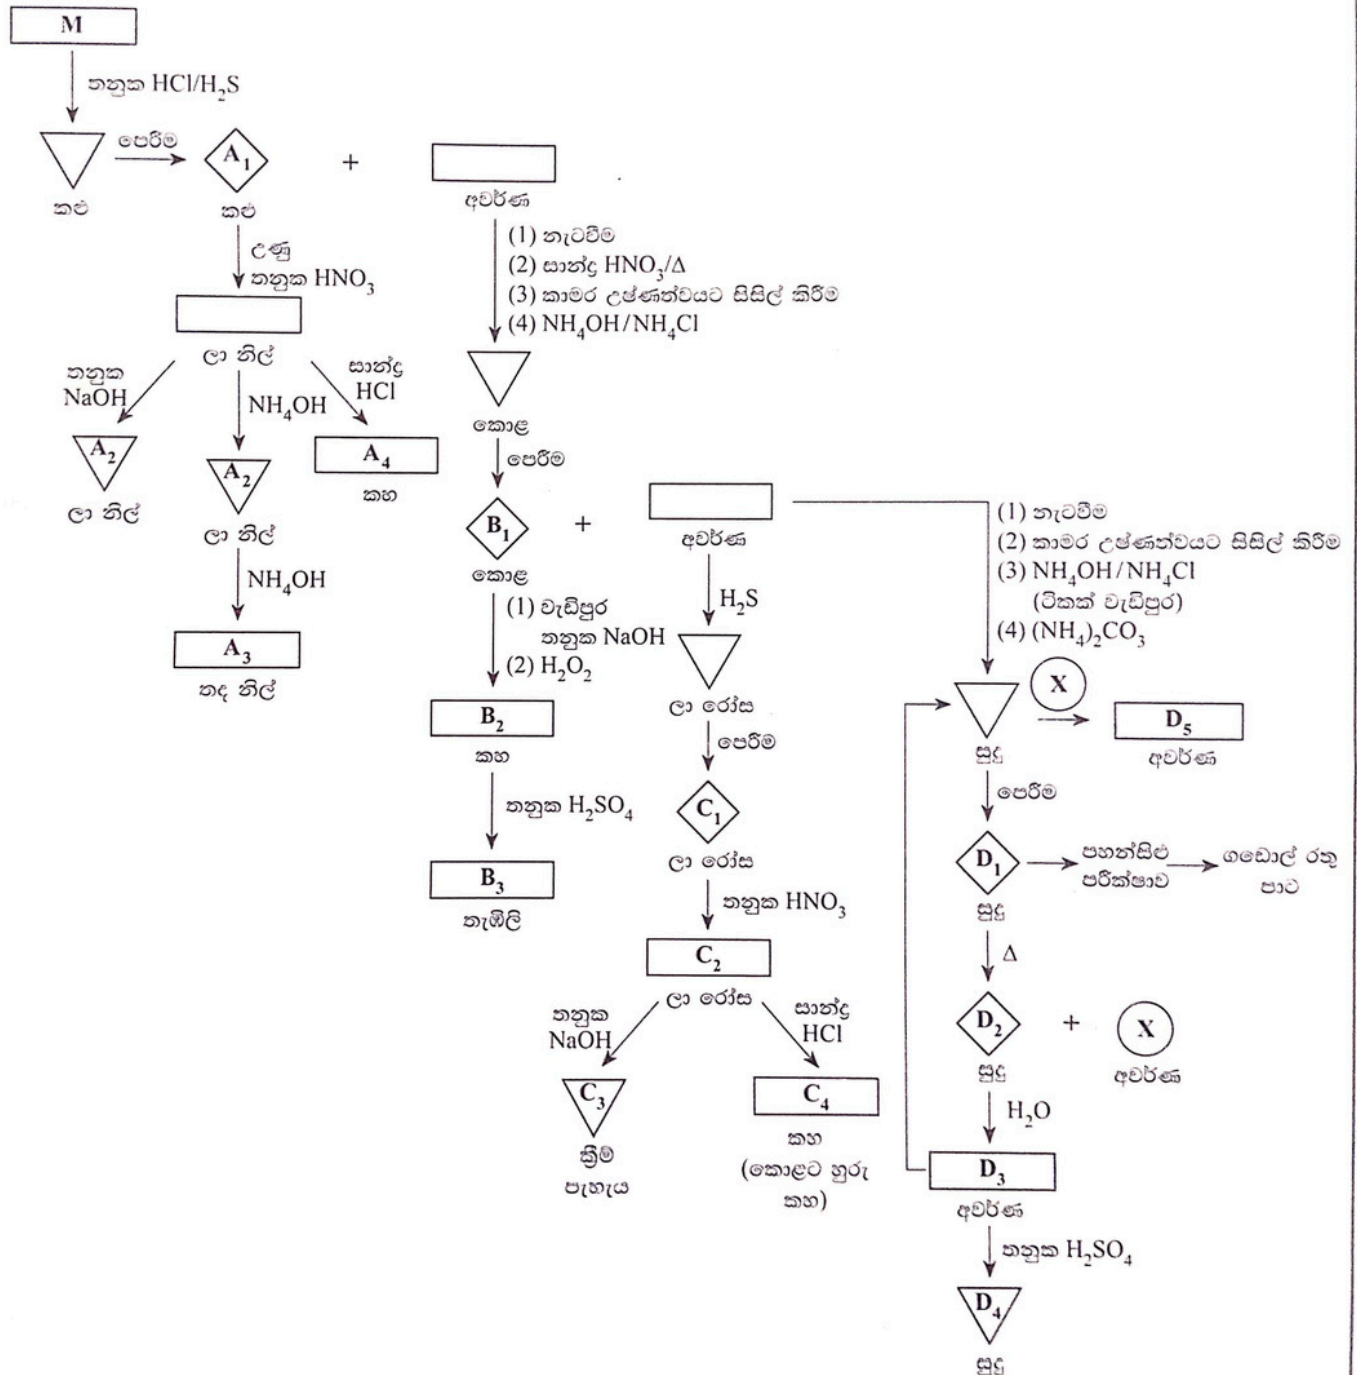 M
තනුක HCl/H₂S
පෙරීම
A₁
+
කළු
කළු
අවර්ණ
උණු
තනුක HNO₃
(1) නැටවීම
(2) සාන්ද්‍ර HNO₃/Δ
(3) කාමර උෂ්ණත්වයට සිසිල් කිරීම
(4) NH₄OH/NH₄Cl
ලා නිල්
තනුක
NaOH
NH₄OH
සාන්ද්‍ර
HCl
කොළ
A₂
ලා නිල්
A₂
ලා නිල්
A₄
කහ
පෙරීම
NH₄OH
A₃
තද නිල්
B₁
+
කොළ
අවර්ණ
(1) නැටවීම
(2) කාමර උෂ්ණත්වයට සිසිල් කිරීම
(3) NH₄OH/NH₄Cl
(ටිකක් වැඩිපුර)
(4) (NH₄)₂CO₃
(1) වැඩිපුර
තනුක NaOH
(2) H₂O₂
H₂S
ලා රෝස
X
D₅
සුදු
අවර්ණ
B₂
කහ
පෙරීම
පෙරීම
තනුක H₂SO₄
C₁
ලා රෝස
D₁
සුදු
පහන්සිළු
පරීක්ෂාව
ගඩොල් රතු
පාට
B₃
තැඹිලි
තනුක HNO₃
Δ
C₂
ලා රෝස
තනුක
NaOH
සාන්ද්‍ර
HCl
D₂
+
X
සුදු
අවර්ණ
C₃
ක්‍රීම්
පැහැය
C₄
කහ
(කොළට හුරු
කහ)
H₂O
D₃
අවර්ණ
තනුක H₂SO₄
D₄
සුදු